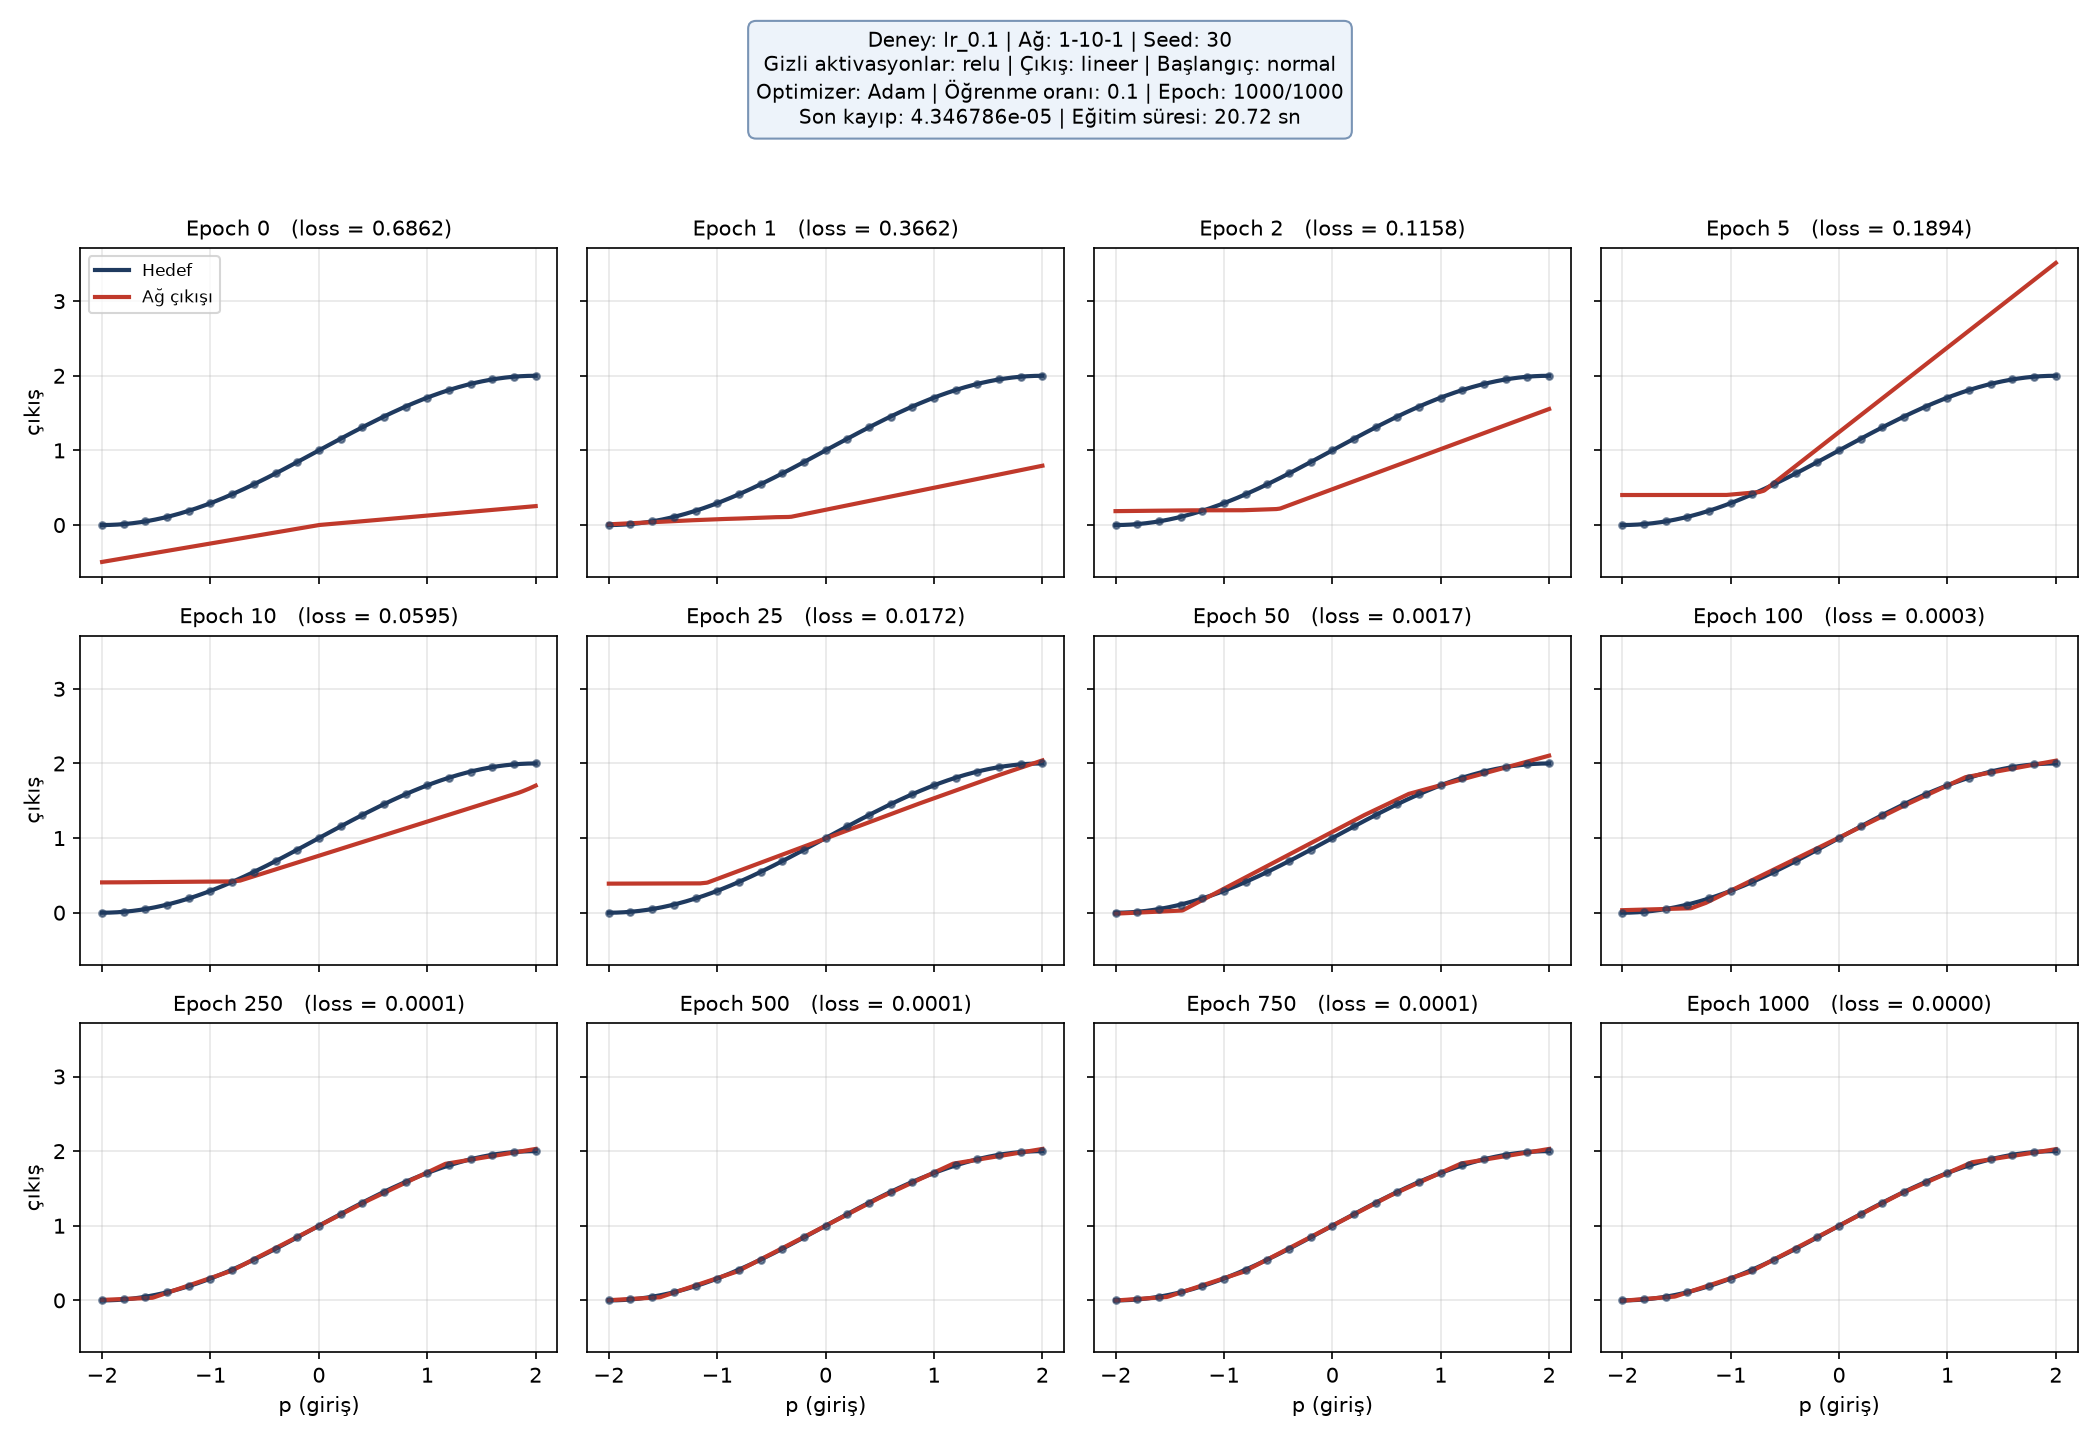 Deney: lr_0.1 | Ağ: 1-10-1 | Seed: 30
Gizli aktivasyonlar: relu | Çıkış: lineer | Başlangıç: normal
Optimizer: Adam | Öğrenme oranı: 0.1 | Epoch: 1000/1000
Son kayıp: 4.346786e-05 | Eğitim süresi: 20.72 sn
Epoch 0 (loss = 0.6862)
Epoch 1 (loss = 0.3662)
Epoch 2 (loss = 0.1158)
Epoch 5 (loss = 0.1894)
Hedef
Ağ çıkışı
3
2
1
0
çıkış
Epoch 10 (loss = 0.0595)
Epoch 25 (loss = 0.0172)
Epoch 50 (loss = 0.0017)
Epoch 100 (loss = 0.0003)
3
2
1
0
çıkış
Epoch 250 (loss = 0.0001)
Epoch 500 (loss = 0.0001)
Epoch 750 (loss = 0.0001)
Epoch 1000 (loss = 0.0000)
3
2
1
0
çıkış
−2 −1 0 1 2
−2 −1 0 1 2
−2 −1 0 1 2
−2 −1 0 1 2
p (giriş)
p (giriş)
p (giriş)
p (giriş)